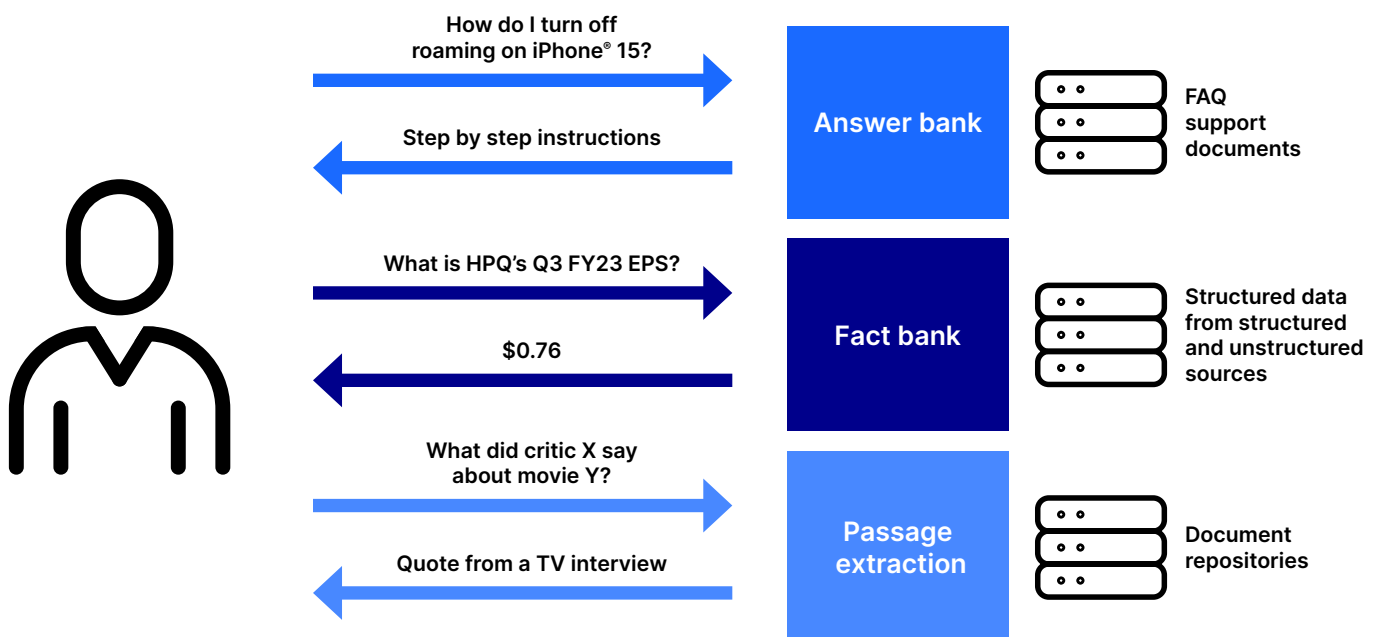 How do I turn off
roaming on iPhone® 15?
Step by step instructions
Answer bank
FAQ
support
documents
What is HPQ’s Q3 FY23 EPS?
$0.76
Fact bank
Structured data
from structured
and unstructured
sources
What did critic X say
about movie Y?
Quote from a TV interview
Passage
extraction
Document
repositories